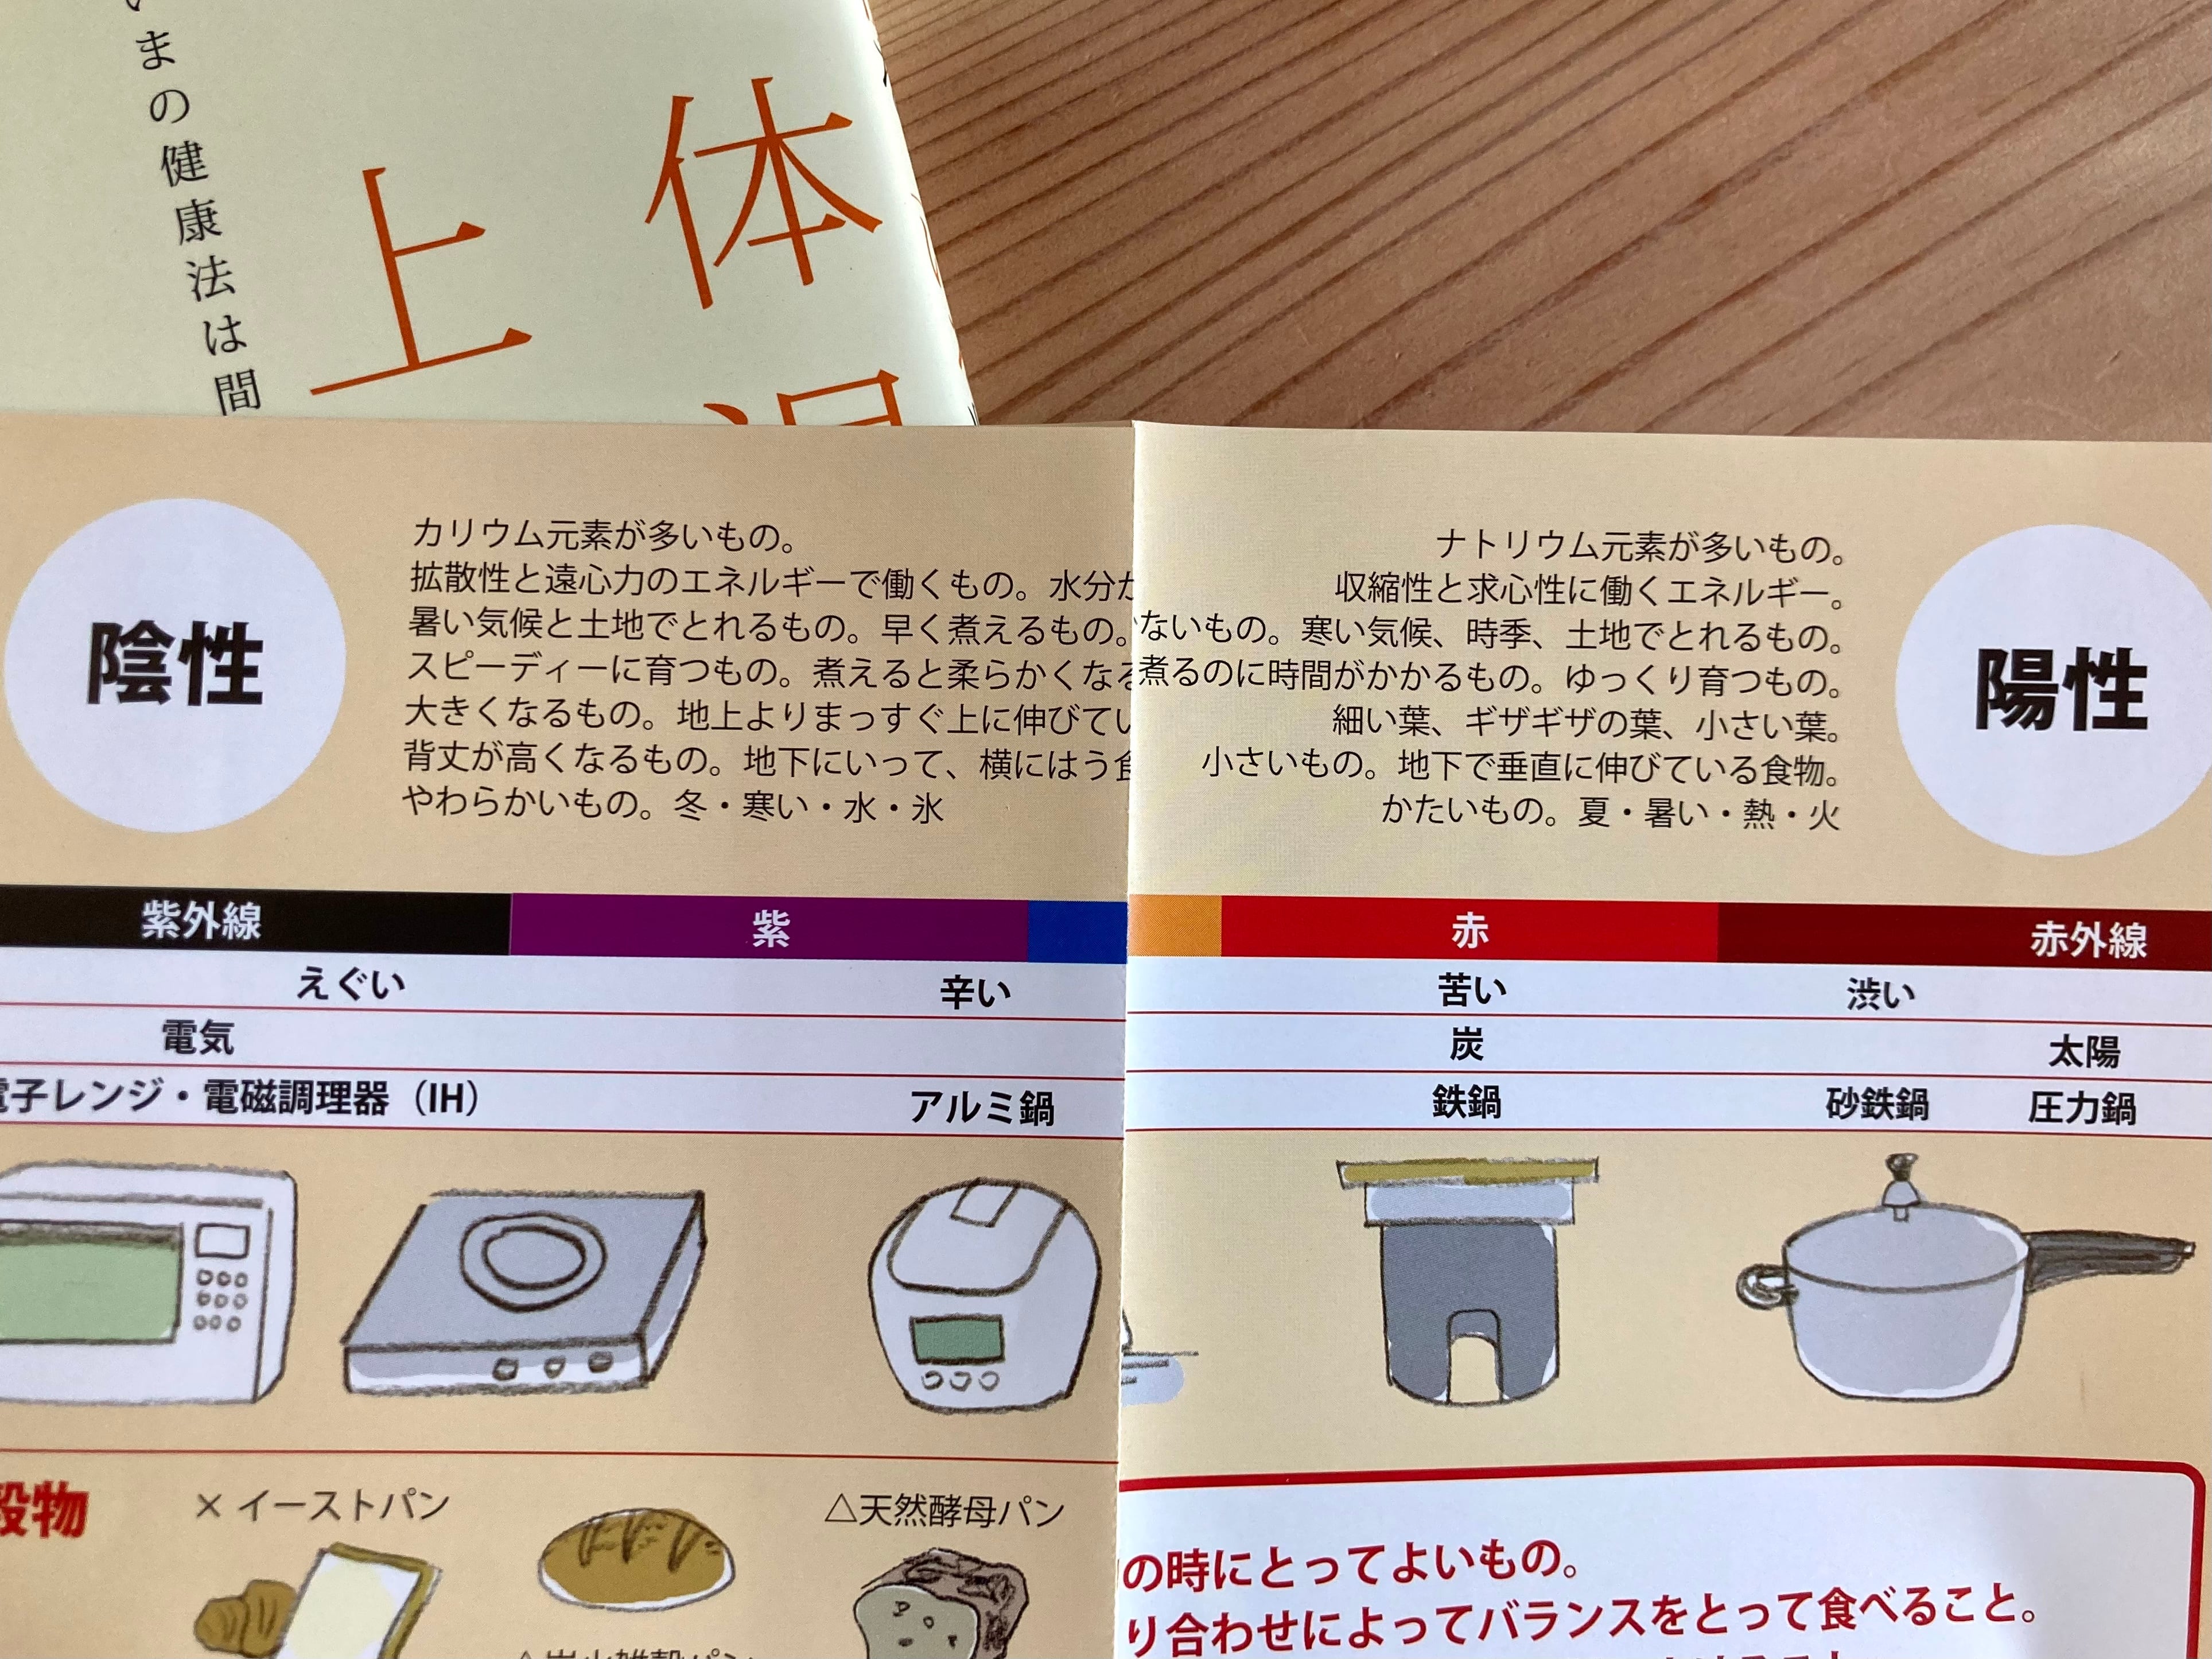 まの健康法は間
体
上
陰性
カリウム元素が多いもの。
拡散性と遠心力のエネルギーで働くもの。水分が
暑い気候と土地でとれるもの。早く煮えるもの。
スピーディーに育つもの。煮えると柔らかくなる
大きくなるもの。地上よりまっすぐ上に伸びてい
背丈が高くなるもの。地下にいって、横にはう食
やわらかいもの。冬・寒い・水・氷
ナトリウム元素が多いもの。
収縮性と求心性に働くエネルギー。
ないもの。寒い気候、時季、土地でとれるもの。
煮るのに時間がかかるもの。ゆっくり育つもの。
細い葉、ギザギザの葉、小さい葉。
小さいもの。地下で垂直に伸びている食物。
かたいもの。夏・暑い・熱・火
陽性
紫外線 紫 赤 赤外線
えぐい 辛い 苦い 渋い
電気 炭 太陽
電子レンジ・電磁調理器（IH） アルミ鍋 鉄鍋 砂鉄鍋 圧力鍋
穀物
×イーストパン
△天然酵母パン
の時にとってよいもの。
り合わせによってバランスをとって食べること。